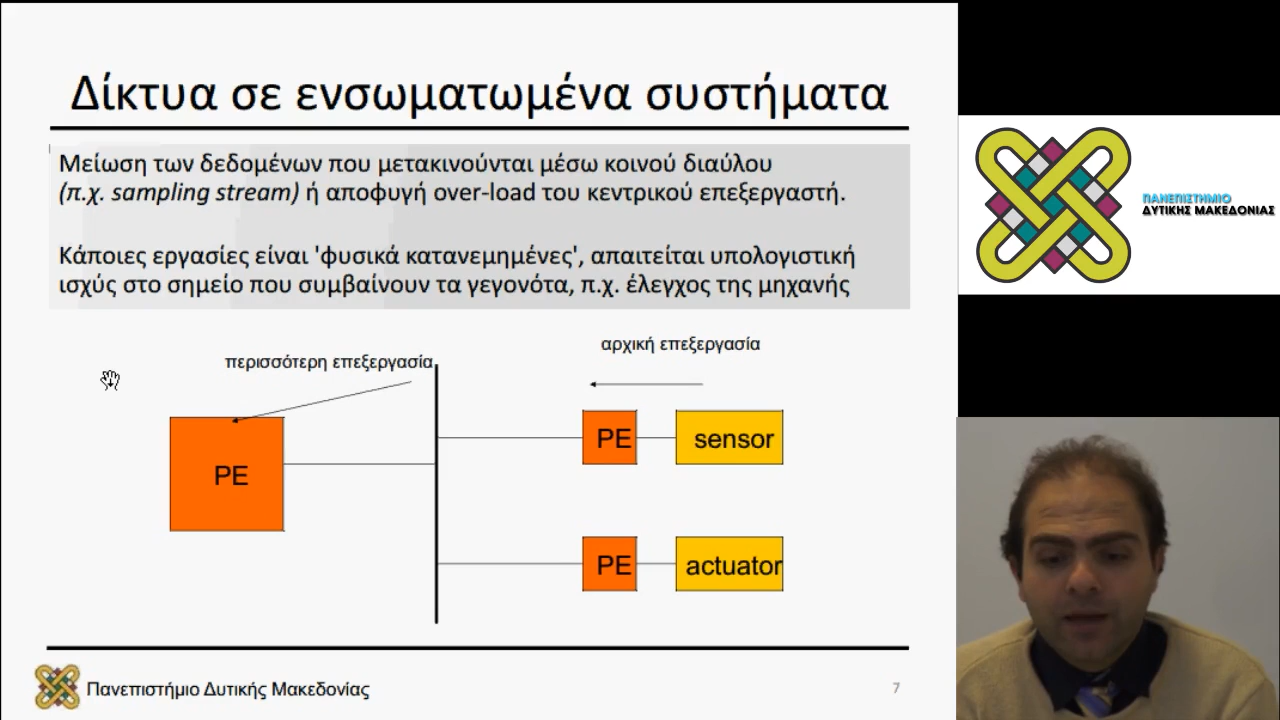 Δίκτυα σε ενσωματωμένα συστήματα
Μείωση των δεδομένων που μετακινούνται μέσω κοινού διαύλου
(π.χ. sampling stream) ή αποφυγή over-load του κεντρικού επεξεργαστή.
Κάποιες εργασίες είναι 'φυσικά κατανεμημένες', απαιτείται υπολογιστική
ισχύς στο σημείο που συμβαίνουν τα γεγονότα, π.χ. έλεγχος της μηχανής
αρχική επεξεργασία
περισσότερη επεξεργασία
PE
PE
sensor
PE
actuator
Πανεπιστήμιο Δυτικής Μακεδονίας
7
ΠΑΝΕΠΙΣΤΗΜΙΟ
ΔΥΤΙΚΗΣ ΜΑΚΕΔΟΝΙΑΣ